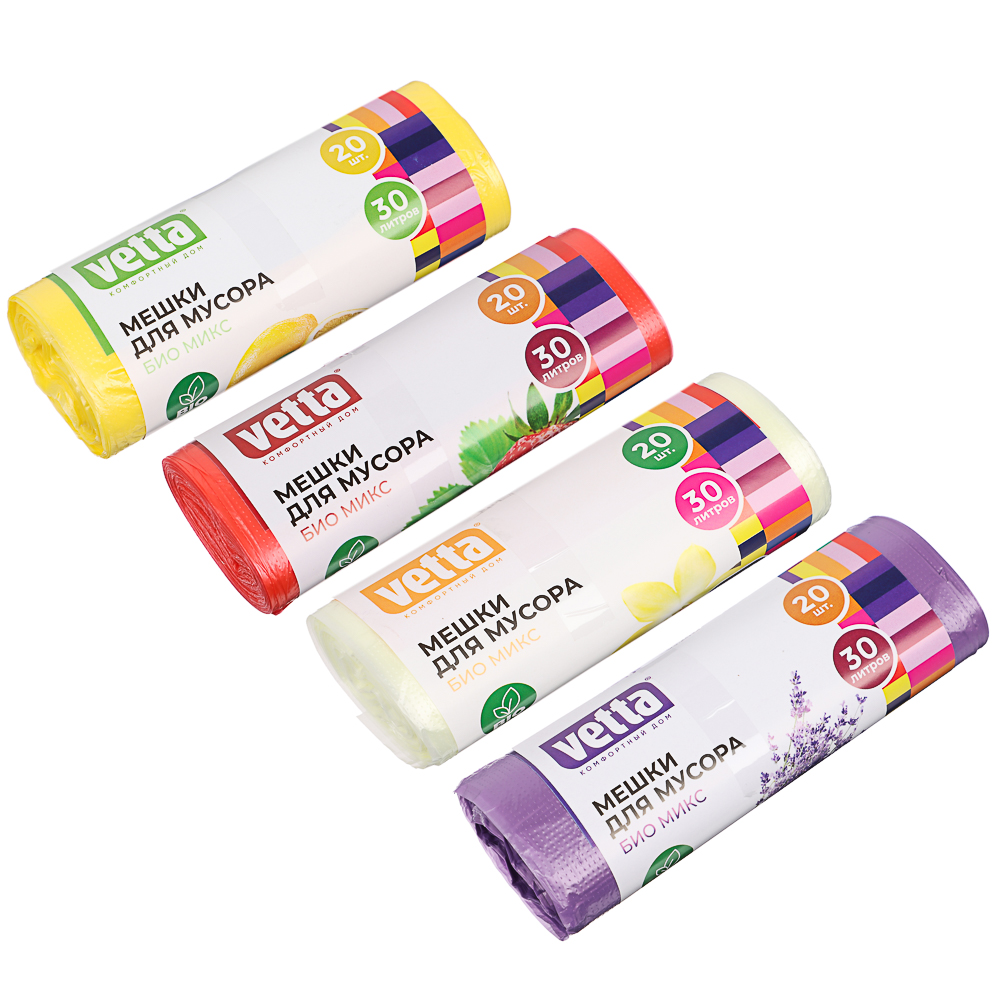 20
шт.
30
литров
vetta
КОМФОРТНЫЙ ДОМ
МЕШКИ
ДЛЯ МУСОРА
БИО МИКС
BIO
20
шт.
30
литров
vetta
КОМФОРТНЫЙ ДОМ
МЕШКИ
ДЛЯ МУСОРА
БИО МИКС
20
шт.
30
литров
vetta
КОМФОРТНЫЙ ДОМ
МЕШКИ
ДЛЯ МУСОРА
БИО МИКС
BIO
20
шт.
30
литров
vetta
КОМФОРТНЫЙ ДОМ
МЕШКИ
ДЛЯ МУСОРА
БИО МИКС